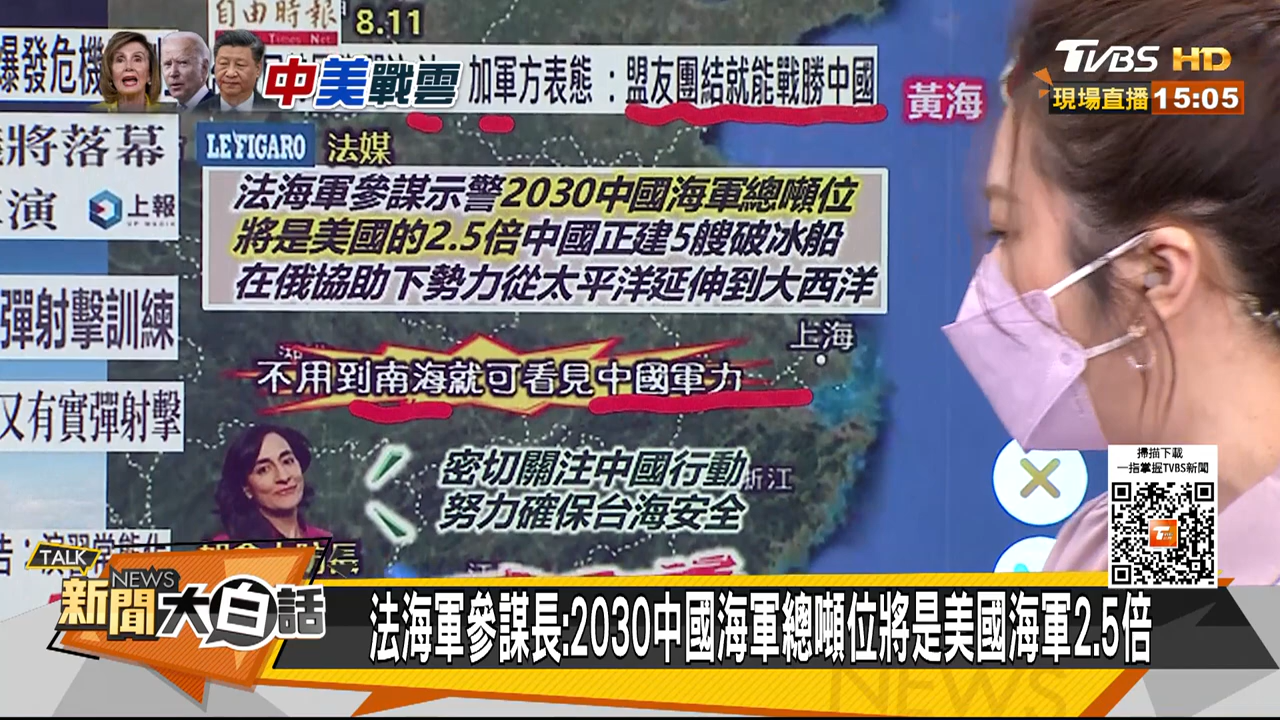 自由時報
Times Net
8.11
爆發危機
中美戰雲
加軍方表態：盟友團結就能戰勝中國
TVBS HD
現場直播 15:05
黃海
將落幕
演
上報
UP MEDIA
LE FIGARO
法媒
法海軍參謀示警2030中國海軍總噸位
將是美國的2.5倍中國正建5艘破冰船
在俄協助下勢力從太平洋延伸到大西洋
彈射擊訓練
上海
不用到南海就可看見中國軍力
又有實彈射擊
密切關注中國行動
努力確保台海安全
浙江
掃描下載
一指掌握TVBS新聞
TALK
NEWS
新聞大白話
法海軍參謀長:2030中國海軍總噸位將是美國海軍2.5倍
NEWS